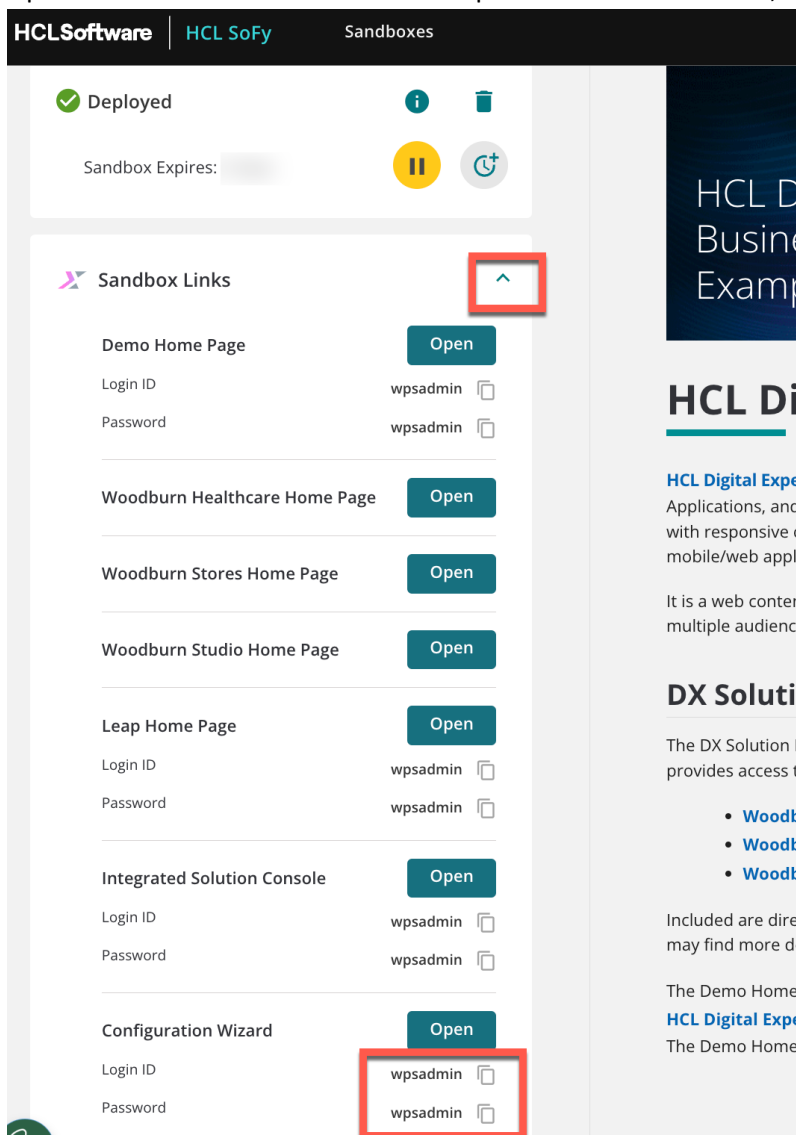 HCLSoftware HCL SoFy Sandboxes
Deployed
Sandbox Expires:
Sandbox Links
Demo Home Page Open
Login ID wpsadmin
Password wpsadmin
Woodburn Healthcare Home Page Open
Woodburn Stores Home Page Open
Woodburn Studio Home Page Open
Leap Home Page Open
Login ID wpsadmin
Password wpsadmin
Integrated Solution Console Open
Login ID wpsadmin
Password wpsadmin
Configuration Wizard Open
Login ID wpsadmin
Password wpsadmin
HCL D
Busine
Examp
HCL Di
HCL Digital Expe
Applications, and
with responsive
mobile/web appl
It is a web conter
multiple audienc
DX Soluti
The DX Solution
provides access t
• Woodb
• Woodb
• Woodb
Included are dire
may find more d
The Demo Home
HCL Digital Expe
The Demo Home